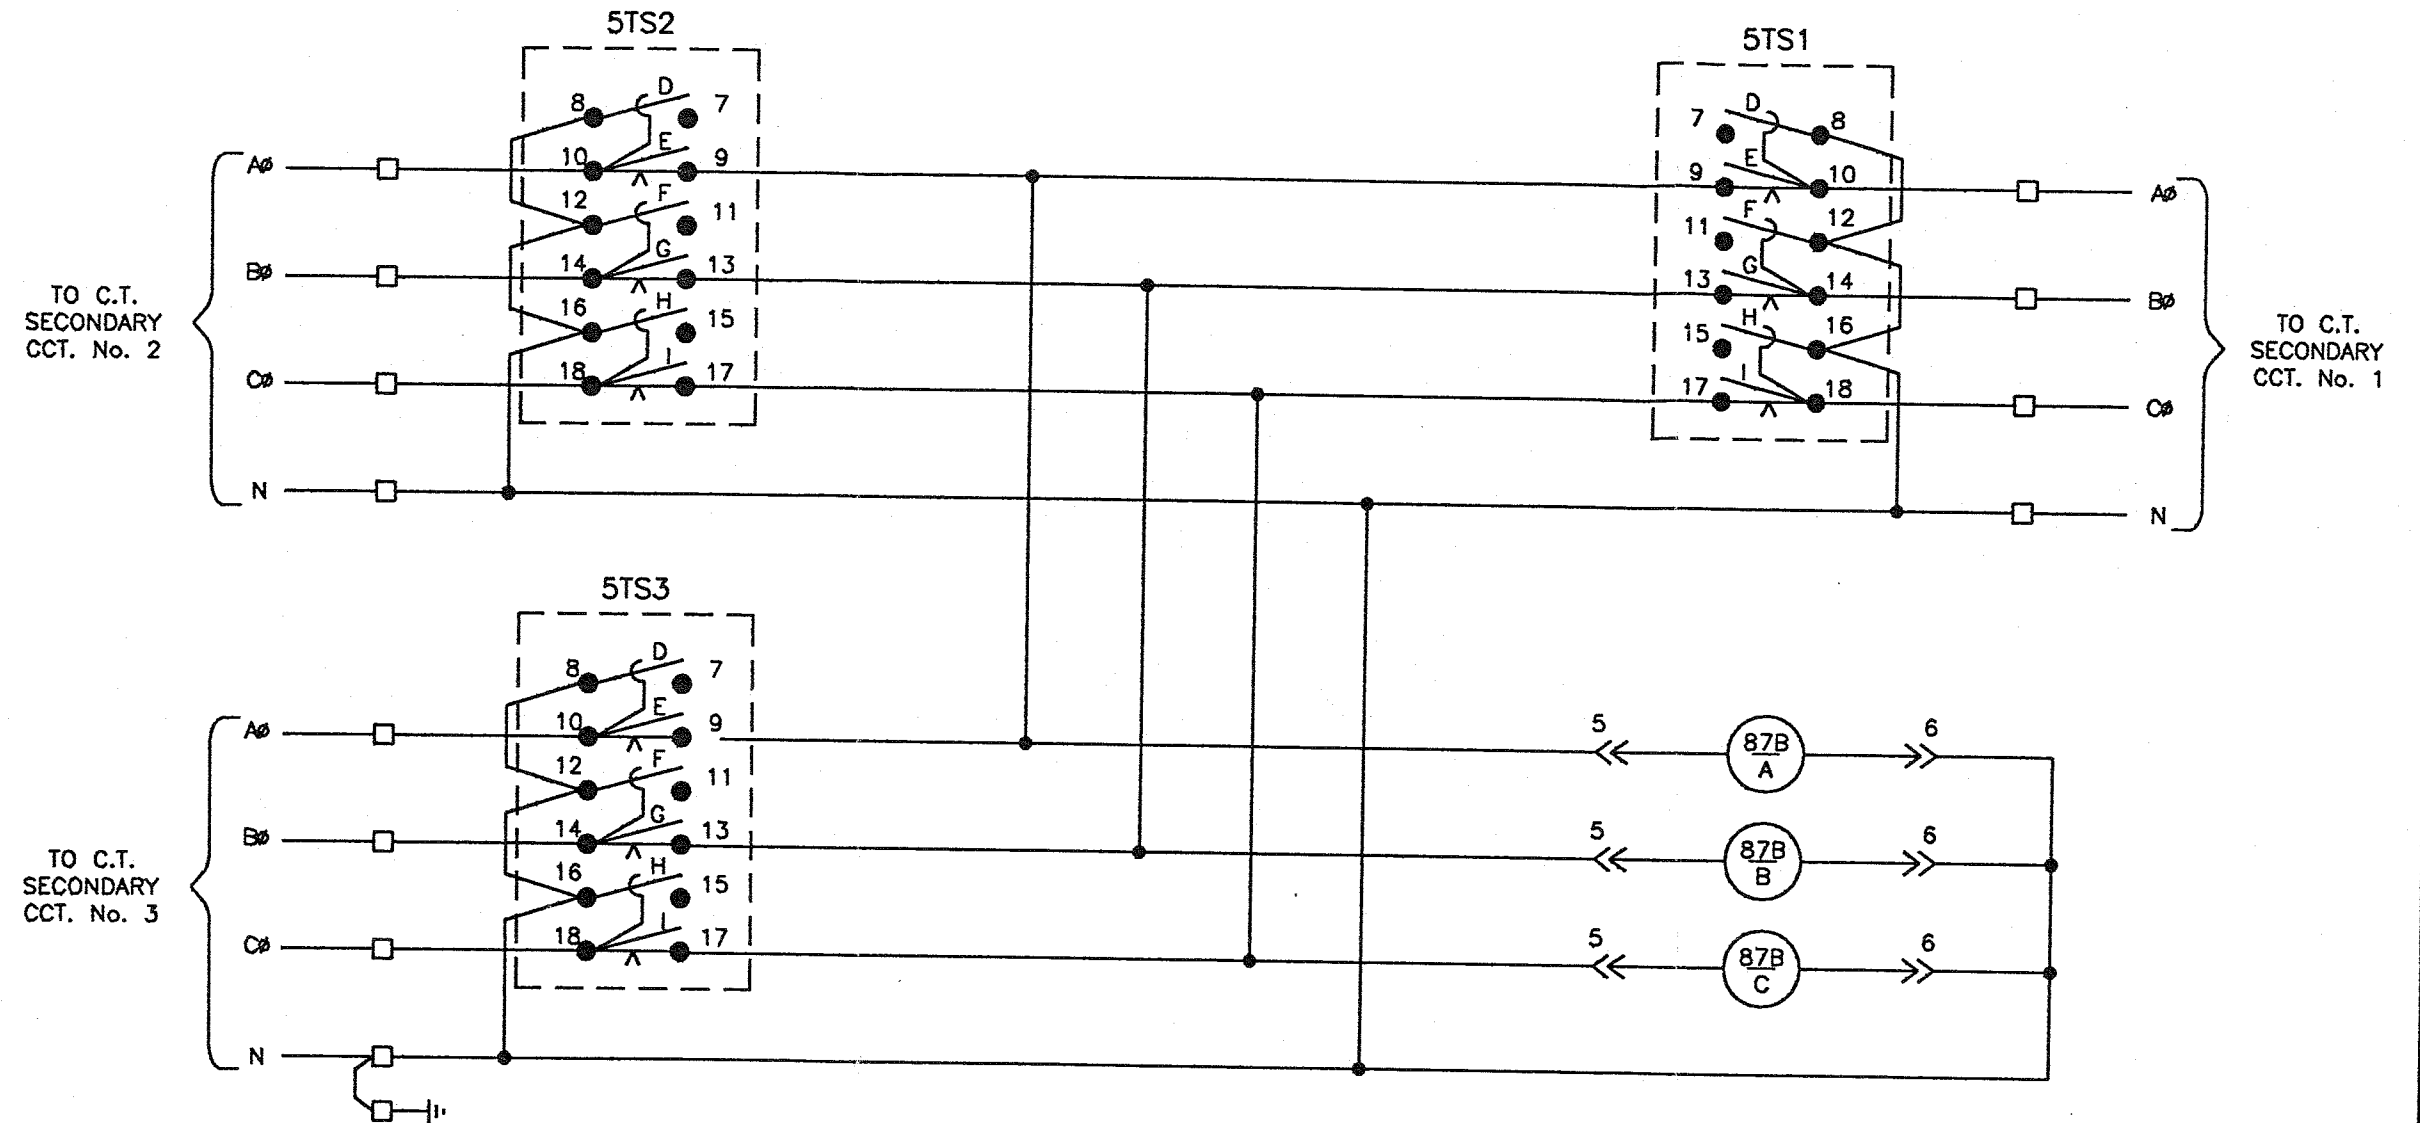 5TS2
8 D 7
AØ 10 E 9
12 F 11
BØ 14 G 13
16 H 15
CØ 18 I 17
N
TO C.T.
SECONDARY
CCT. No. 2
5TS1
7 D 8
9 E 10 AØ
11 F 12
13 G 14 BØ
15 H 16
17 I 18 CØ
N
TO C.T.
SECONDARY
CCT. No. 1
5TS3
8 D 7
AØ 10 E 9
12 F 11
BØ 14 G 13
16 H 15
CØ 18 I 17
N
TO C.T.
SECONDARY
CCT. No. 3
5 87B 6
A
5 87B 6
B
5 87B 6
C